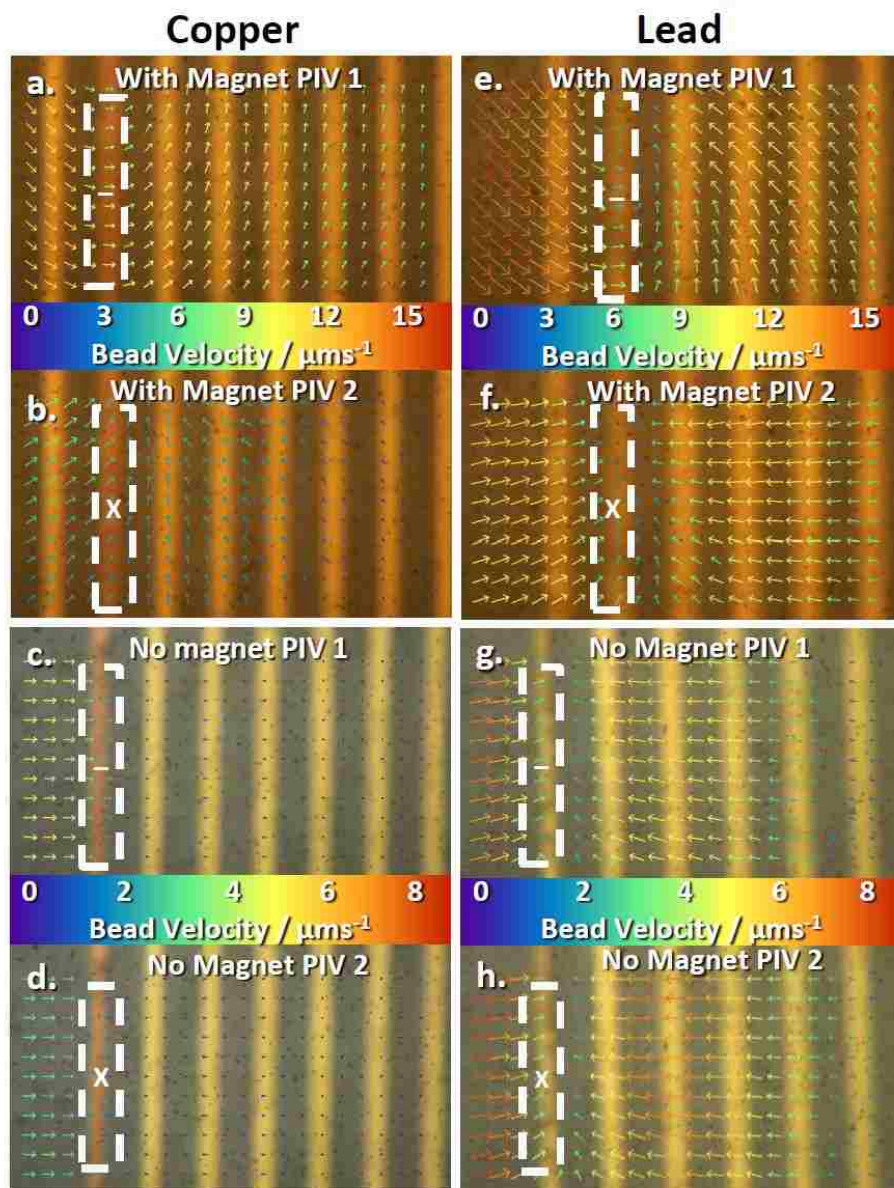 Copper Lead
a. With Magnet PIV 1
e. With Magnet PIV 1
0 3 6 9 12 15
Bead Velocity / μms⁻¹
0 3 6 9 12 15
Bead Velocity / μms⁻¹
b. With Magnet PIV 2
X
f. With Magnet PIV 2
X
c. No magnet PIV 1
g. No Magnet PIV 1
0 2 4 6 8
Bead Velocity / μms⁻¹
0 2 4 6 8
Bead Velocity / μms⁻¹
d. No Magnet PIV 2
X
h. No Magnet PIV 2
X